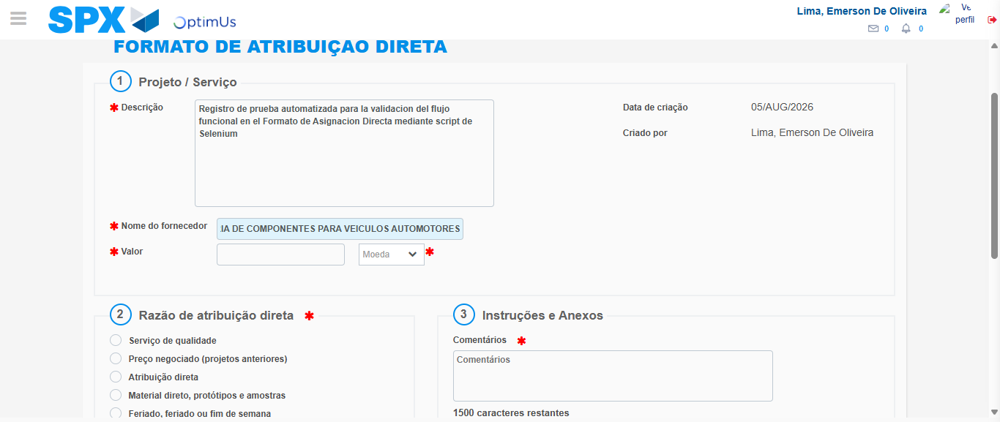 SPX
OptimUs
Lima, Emerson De Oliveira
0
0
perfil
FORMATO DE ATRIBUIÇAO DIRETA
1 Projeto / Serviço
Descrição
Registro de prueba automatizada para la validacion del flujo
funcional en el Formato de Asignacion Directa mediante script de
Selenium
Data de criação 05/AUG/2026
Criado por Lima, Emerson De Oliveira
Nome do fornecedor
IA DE COMPONENTES PARA VEICULOS AUTOMOTORES
Valor
Moeda
2 Razão de atribuição direta
Serviço de qualidade
Preço negociado (projetos anteriores)
Atribuição direta
Material direto, protótipos e amostras
Feriado, feriado ou fim de semana
3 Instruções e Anexos
Comentários
Comentários
1500 caracteres restantes